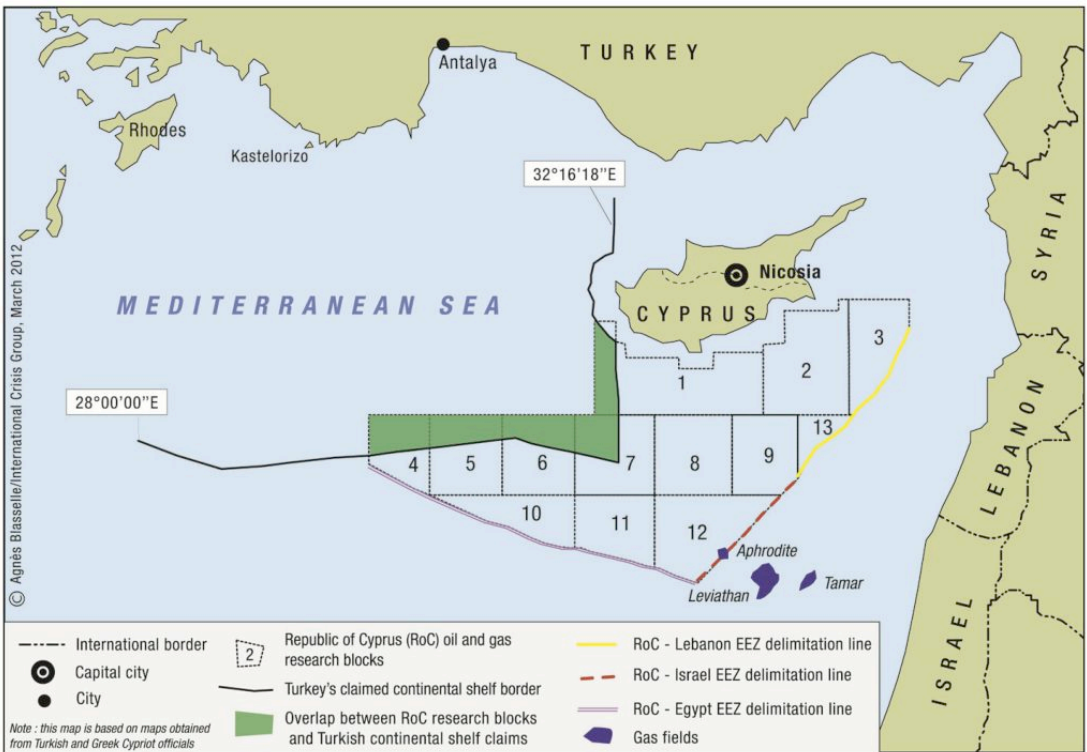 TURKEY
Antalya
Rhodes
Kastelorizo
32°16'18"E
SYRIA
Nicosia
CYPRUS
MEDITERRANEAN SEA
28°00'00"E
1
2
3
4
5
6
7
8
9
13
10
11
12
LEBANON
Aphrodite
Leviathan
Tamar
ISRAEL
© Agnès Blasselle/International Crisis Group, March 2012
International border
Capital city
City
Note : this map is based on maps obtained
from Turkish and Greek Cypriot officials
2
Republic of Cyprus (RoC) oil and gas
research blocks
Turkey's claimed continental shelf border
Overlap between RoC research blocks
and Turkish continental shelf claims
RoC - Lebanon EEZ delimitation line
RoC - Israel EEZ delimitation line
RoC - Egypt EEZ delimitation line
Gas fields